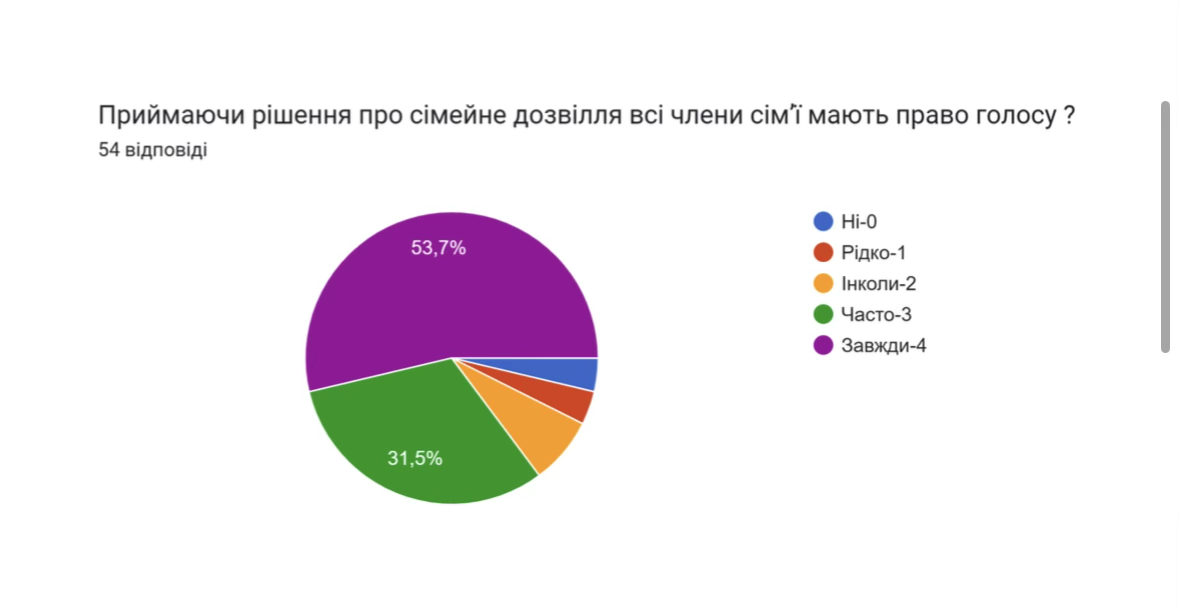 Приймаючи рішення про сімейне дозвілля всі члени сім’ї мають право голосу ?
54 відповіді
53,7%
31,5%
Ні-0
Рідко-1
Інколи-2
Часто-3
Завжди-4